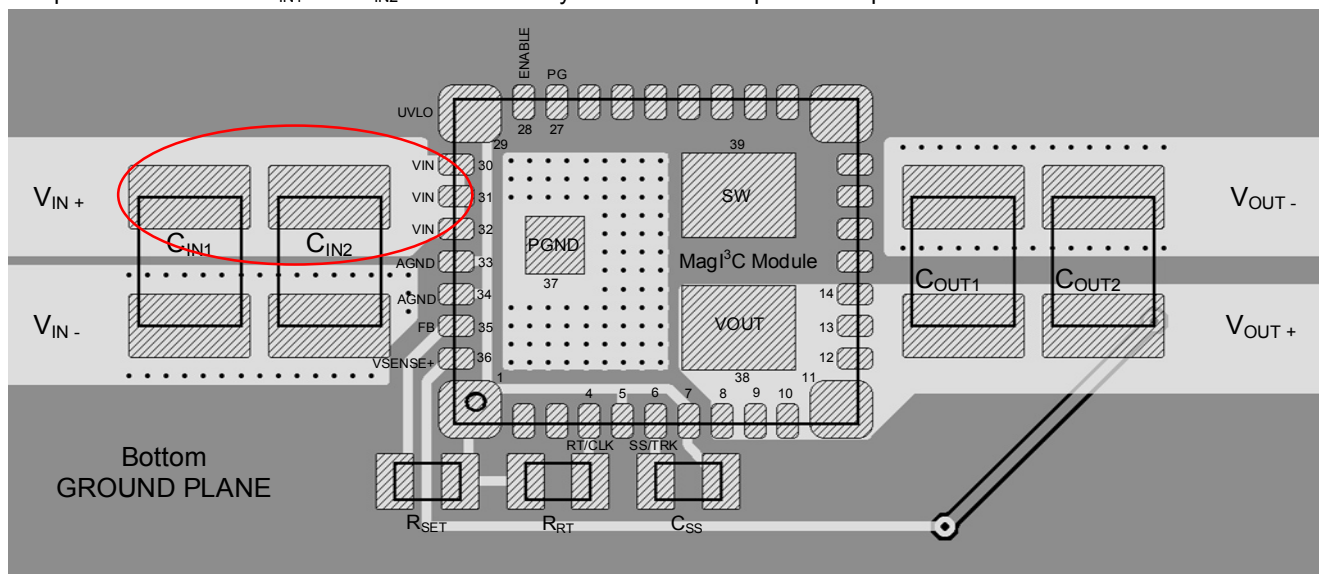 ENABLE
PG
UVLO
28
27
29
39
VIN
30
VIN
31
VIN
32
AGND
33
AGND
34
FB
35
VSENSE+
36
V_IN +
V_IN -
C_IN1
C_IN2
PGND
37
SW
MagI³C Module
VOUT
38
14
13
12
11
1
4
5
6
7
8
9
10
C_OUT1
C_OUT2
V_OUT -
V_OUT +
RT/CLK
SS/TRK
R_SET
R_RT
C_SS
Bottom
GROUND PLANE